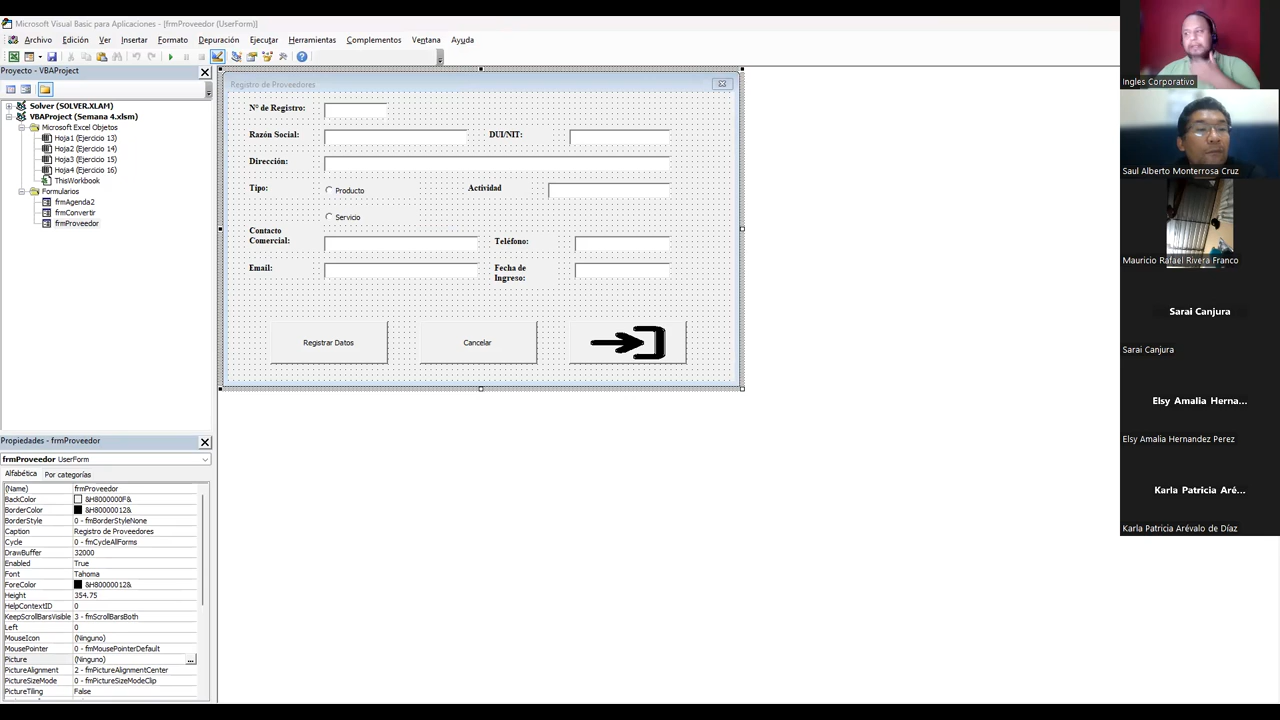 Microsoft Visual Basic para Aplicaciones - [frmProveedor (UserForm)]
Archivo Edición Ver Insertar Formato Depuración Ejecutar Herramientas Complementos Ventana Ayuda
Proyecto - VBAProject
Solver (SOLVER.XLAM)
VBAProject (Semana 4.xlsm)
Microsoft Excel Objetos
Hoja1 (Ejercicio 13)
Hoja2 (Ejercicio 14)
Hoja3 (Ejercicio 15)
Hoja4 (Ejercicio 16)
ThisWorkbook
Formularios
frmAgenda2
frmConvertir
frmProveedor
Propiedades - frmProveedor
frmProveedor UserForm
Alfabética Por categorías
(Name) frmProveedor
BackColor &H8000000F&
BorderColor &H80000012&
BorderStyle 0 - fmBorderStyleNone
Caption Registro de Proveedores
Cycle 0 - fmCycleAllForms
DrawBuffer 32000
Enabled True
Font Tahoma
ForeColor &H80000012&
Height 354.75
HelpContextID 0
KeepScrollBarsVisible 3 - fmScrollBarsBoth
Left 0
MouseIcon (Ninguno)
MousePointer 0 - fmMousePointerDefault
Picture (Ninguno) ...
PictureAlignment 2 - fmPictureAlignmentCenter
PictureSizeMode 0 - fmPictureSizeModeClip
PictureTiling False
Registro de Proveedores
N° de Registro:
Razón Social: DUI/NIT:
Dirección:
Tipo: Producto Actividad
Servicio
Contacto
Comercial: Teléfono:
Email: Fecha de
Ingreso:
Registrar Datos Cancelar
Ingles Corporativo
Saul Alberto Monterrosa Cruz
Mauricio Rafael Rivera Franco
Sarai Canjura
Sarai Canjura
Elsy Amalia Herna...
Elsy Amalia Hernandez Perez
Karla Patricia Aré...
Karla Patricia Arévalo de Díaz